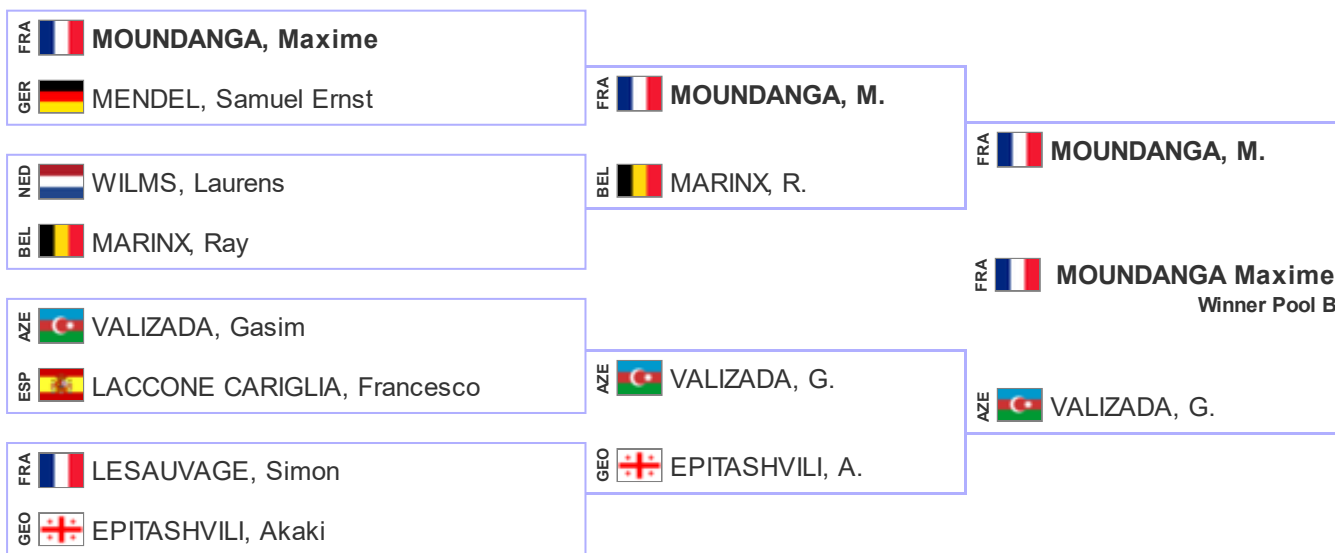 FRA MOUNDANGA, Maxime
GER MENDEL, Samuel Ernst
NED WILMS, Laurens
BEL MARINX, Ray
AZE VALIZADA, Gasim
ESP LACCONE CARIGLIA, Francesco
FRA LESAUVAGE, Simon
GEO EPITASHVILI, Akaki
FRA MOUNDANGA, M.
BEL MARINX, R.
AZE VALIZADA, G.
GEO EPITASHVILI, A.
FRA MOUNDANGA, M.
FRA MOUNDANGA Maxime
Winner Pool B
AZE VALIZADA, G.